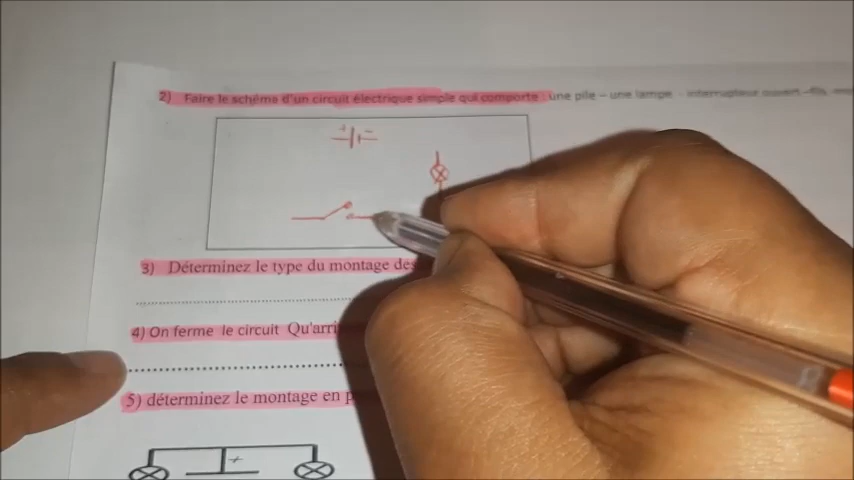 2) Faire le schéma d'un circuit électrique simple qui comporte : une pile – une lampe - interrupteur ouvert –fils
+ -
3) Déterminez le type du montage des
4) On ferme le circuit Qu'arri
5) déterminez le montage en p
+